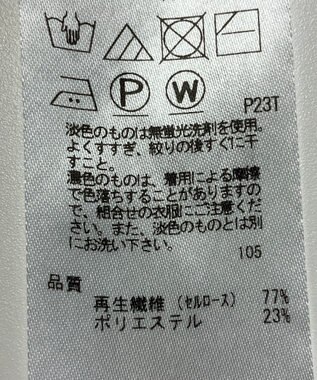 P
W
P23T
淡色のものは無蛍光洗剤を使用。
よくすすぎ、絞りの後すぐに干
すこと。
濃色のものは、着用による摩擦
で色落ちすることがありますの
で、組合せの衣服にご注意くださ
い。また、淡色のものとは別
にお洗い下さい。
105
品質
再生繊維（セルロース） 77%
ポリエステル 23%